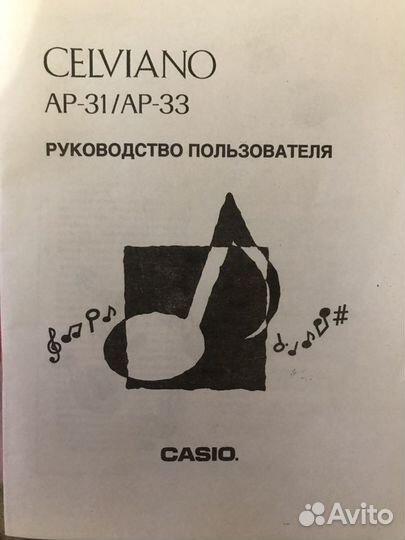 CELVIANO
AP-31/AP-33
РУКОВОДСТВО ПОЛЬЗОВАТЕЛЯ
CASIO.
Avito